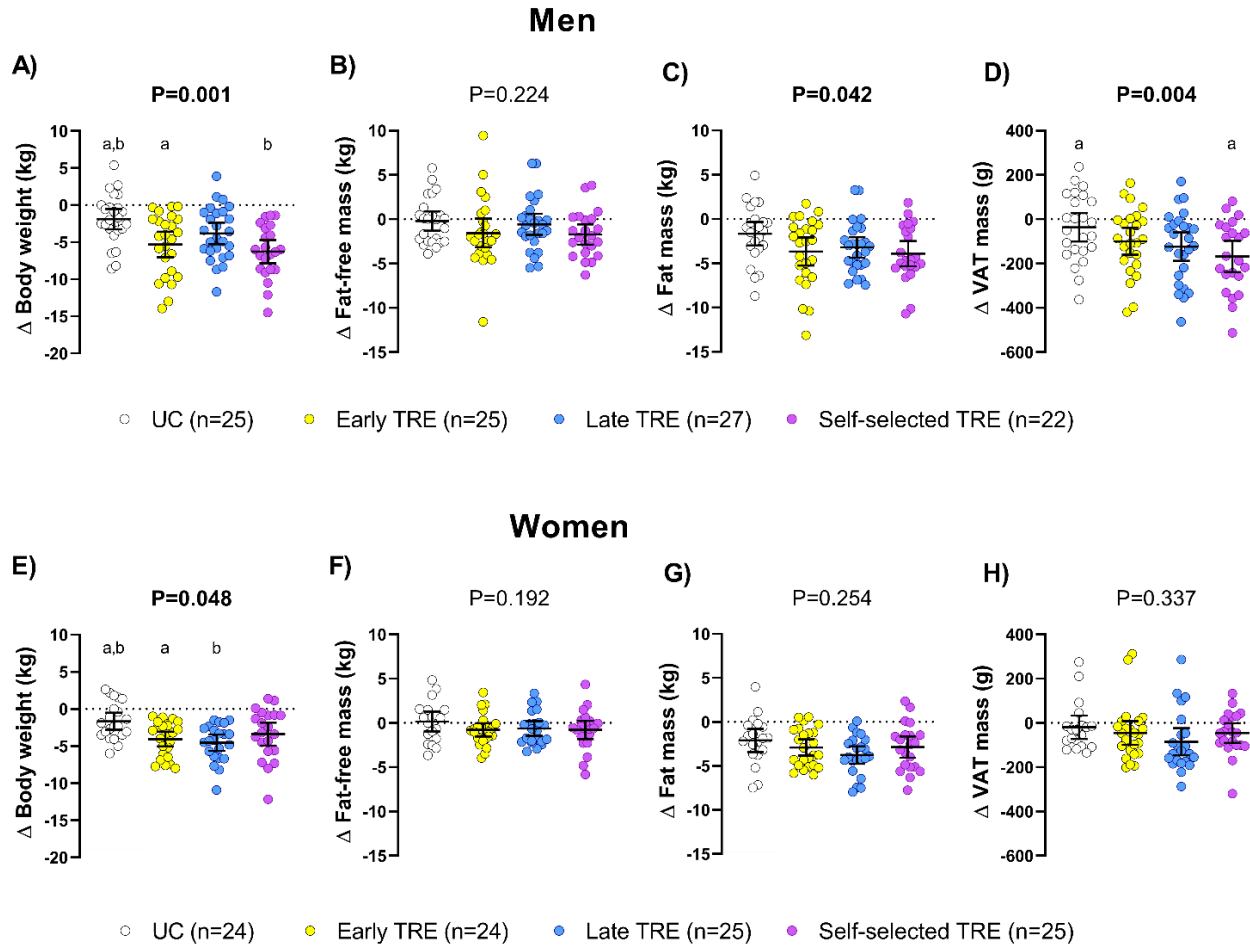 Men
A) B) C) D)
P=0.001 P=0.224 P=0.042 P=0.004
a,b a b a a
Δ Body weight (kg)
10
5
0
-5
-10
-15
-20
Δ Fat-free mass (kg)
10
5
0
-5
-10
-15
Δ Fat mass (kg)
10
5
0
-5
-10
-15
Δ VAT mass (g)
400
200
0
-200
-400
-600
UC (n=25) Early TRE (n=25) Late TRE (n=27) Self-selected TRE (n=22)
Women
E) F) G) H)
P=0.048 P=0.192 P=0.254 P=0.337
a,b a b
Δ Body weight (kg)
10
5
0
-5
-10
-15
-20
Δ Fat-free mass (kg)
10
5
0
-5
-10
-15
Δ Fat mass (kg)
10
5
0
-5
-10
-15
Δ VAT mass (g)
400
200
0
-200
-400
-600
UC (n=24) Early TRE (n=24) Late TRE (n=25) Self-selected TRE (n=25)